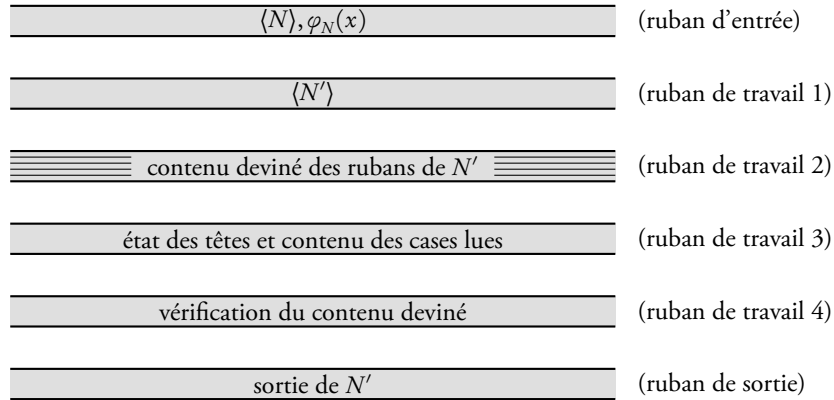 ⟨N⟩, φ_N(x) (ruban d'entrée)
⟨N′⟩ (ruban de travail 1)
contenu deviné des rubans de N′ (ruban de travail 2)
état des têtes et contenu des cases lues (ruban de travail 3)
vérification du contenu deviné (ruban de travail 4)
sortie de N′ (ruban de sortie)